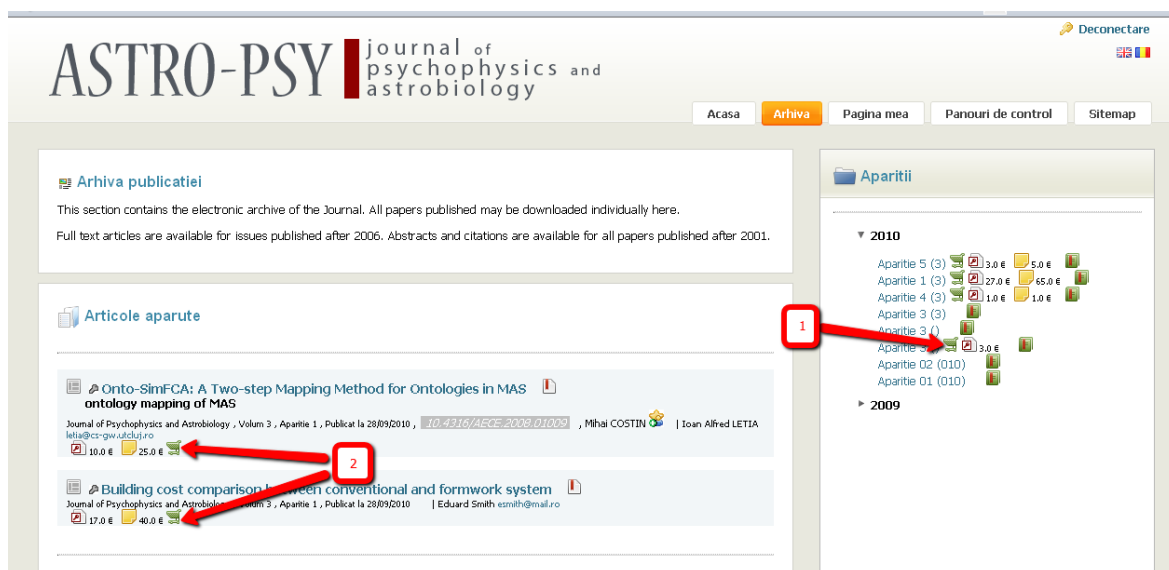 Deconectare
ASTRO-PSY journal of
psychophysics and
astrobiology
Acasa Arhiva Pagina mea Panouri de control Sitemap
Arhiva publicatiei
This section contains the electronic archive of the Journal. All papers published may be downloaded individually here.
Full text articles are available for issues published after 2006. Abstracts and citations are available for all papers published after 2001.
Articole aparute
Onto-SimFCA: A Two-step Mapping Method for Ontologies in MAS
ontology mapping of MAS
Journal of Psychophysics and Astrobiology , Volum 3 , Aparitie 1 , Publicat la 28/09/2010 , 10.4316/AECE.2008.01009 , Mihai COSTIN | Ioan Alfred LETIA
letia@cs-gw.utcluj.ro
10.0 € 25.0 €
2
Building cost comparison between conventional and formwork system
Journal of Psychophysics and Astrobiology , Volum 3 , Aparitie 1 , Publicat la 28/09/2010 | Eduard Smith esmith@mail.ro
17.0 € 40.0 €
Aparitii
2010
Aparitie 5 (3) 3.0 € 5.0 €
Aparitie 1 (3) 27.0 € 65.0 €
Aparitie 4 (3) 1.0 € 1.0 €
Aparitie 3 (3)
1
Aparitie 3 ()
Aparitie 3.0 €
Aparitie 02 (010)
Aparitie 01 (010)
2009